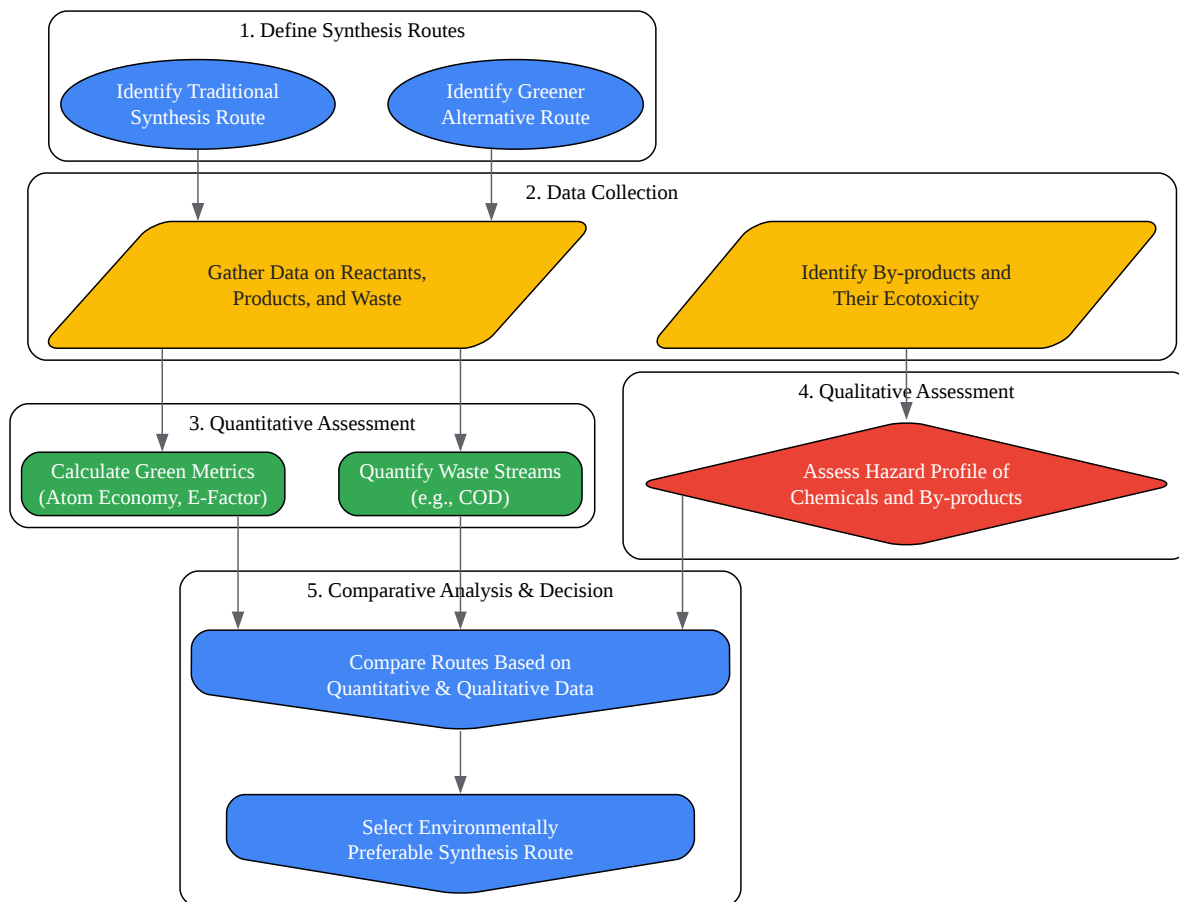 1. Define Synthesis Routes
Identify Traditional
Synthesis Route
Identify Greener
Alternative Route
2. Data Collection
Gather Data on Reactants,
Products, and Waste
Identify By-products and
Their Ecotoxicity
3. Quantitative Assessment
Calculate Green Metrics
(Atom Economy, E-Factor)
Quantify Waste Streams
(e.g., COD)
4. Qualitative Assessment
Assess Hazard Profile of
Chemicals and By-products
5. Comparative Analysis & Decision
Compare Routes Based on
Quantitative & Qualitative Data
Select Environmentally
Preferable Synthesis Route